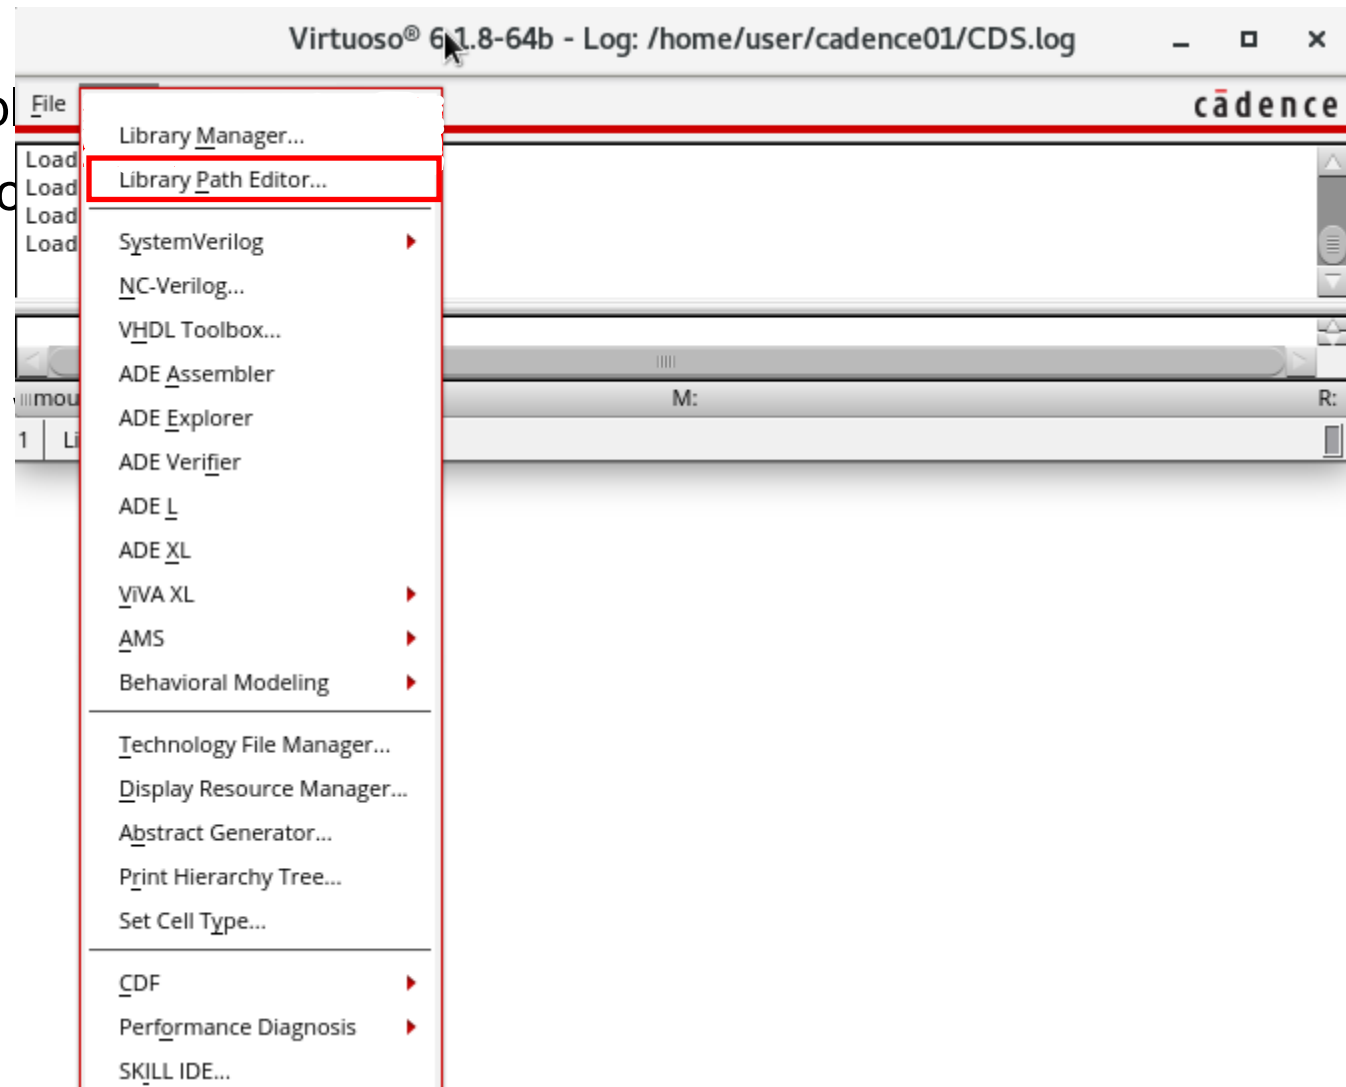 Virtuoso® 6.1.8-64b - Log: /home/user/cadence01/CDS.log
File
cādence
Library Manager...
Load
Library Path Editor...
Load
Load
Load
SystemVerilog
NC-Verilog...
VHDL Toolbox...
ADE Assembler
mou M: R:
ADE Explorer
1 Li
ADE Verifier
ADE L
ADE XL
ViVA XL
AMS
Behavioral Modeling
Technology File Manager...
Display Resource Manager...
Abstract Generator...
Print Hierarchy Tree...
Set Cell Type...
CDF
Performance Diagnosis
SKILL IDE...